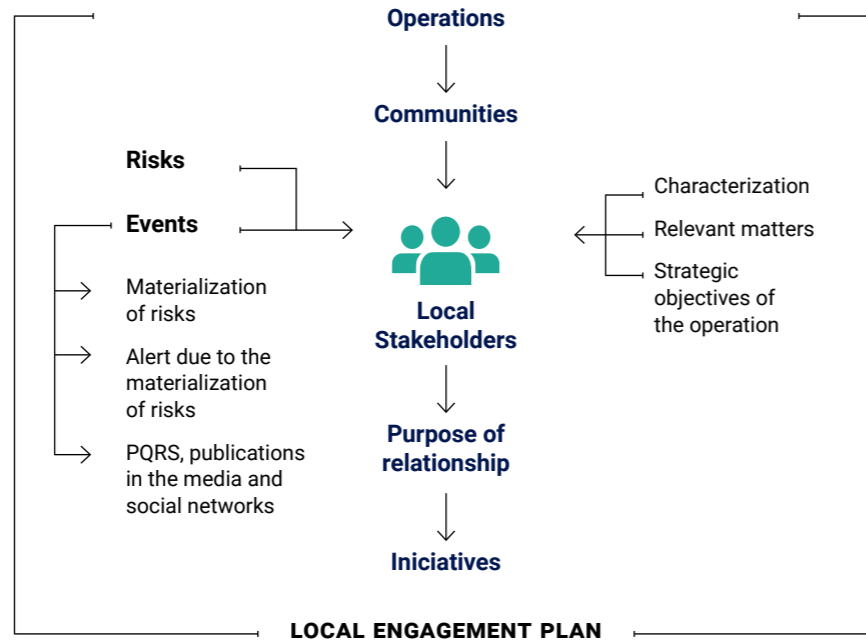 Operations
Communities
Risks
Events
Materialization
of risks
Alert due to the
materialization
of risks
PQRS, publications
in the media and
social networks
Characterization
Relevant matters
Strategic
objectives of
the operation
Local
Stakeholders
Purpose of
relationship
Iniciatives
LOCAL ENGAGEMENT PLAN